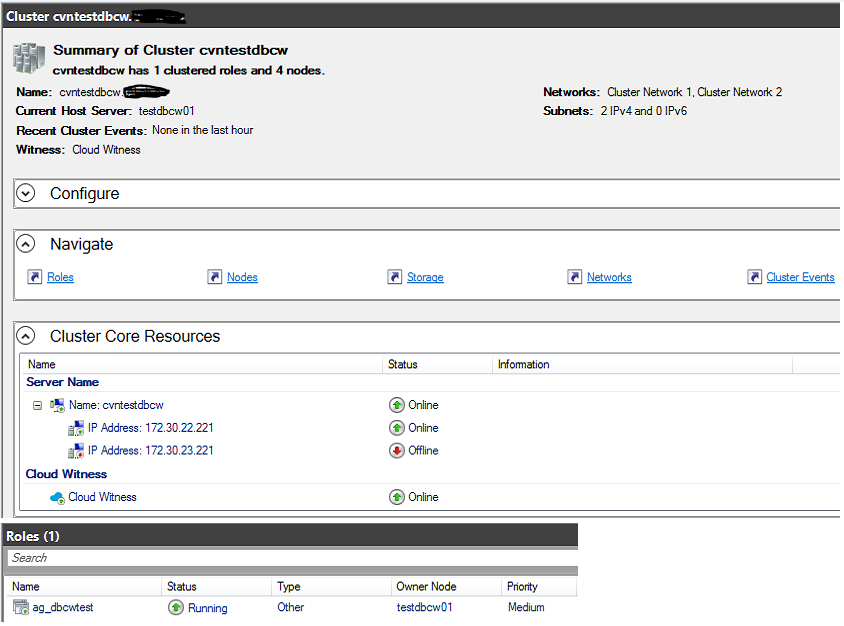 Cluster cvntestdbcw.
Summary of Cluster cvntestdbcw
cvntestdbcw has 1 clustered roles and 4 nodes.
Name: cvntestdbcw. Networks: Cluster Network 1, Cluster Network 2
Current Host Server: testdbcw01 Subnets: 2 IPv4 and 0 IPv6
Recent Cluster Events: None in the last hour
Witness: Cloud Witness
Configure
Navigate
Roles Nodes Storage Networks Cluster Events
Cluster Core Resources
Name Status Information
Server Name
Name: cvntestdbcw Online
IP Address: 172.30.22.221 Online
IP Address: 172.30.23.221 Offline
Cloud Witness
Cloud Witness Online
Roles (1)
Search
Name Status Type Owner Node Priority
ag_dbcwtest Running Other testdbcw01 Medium